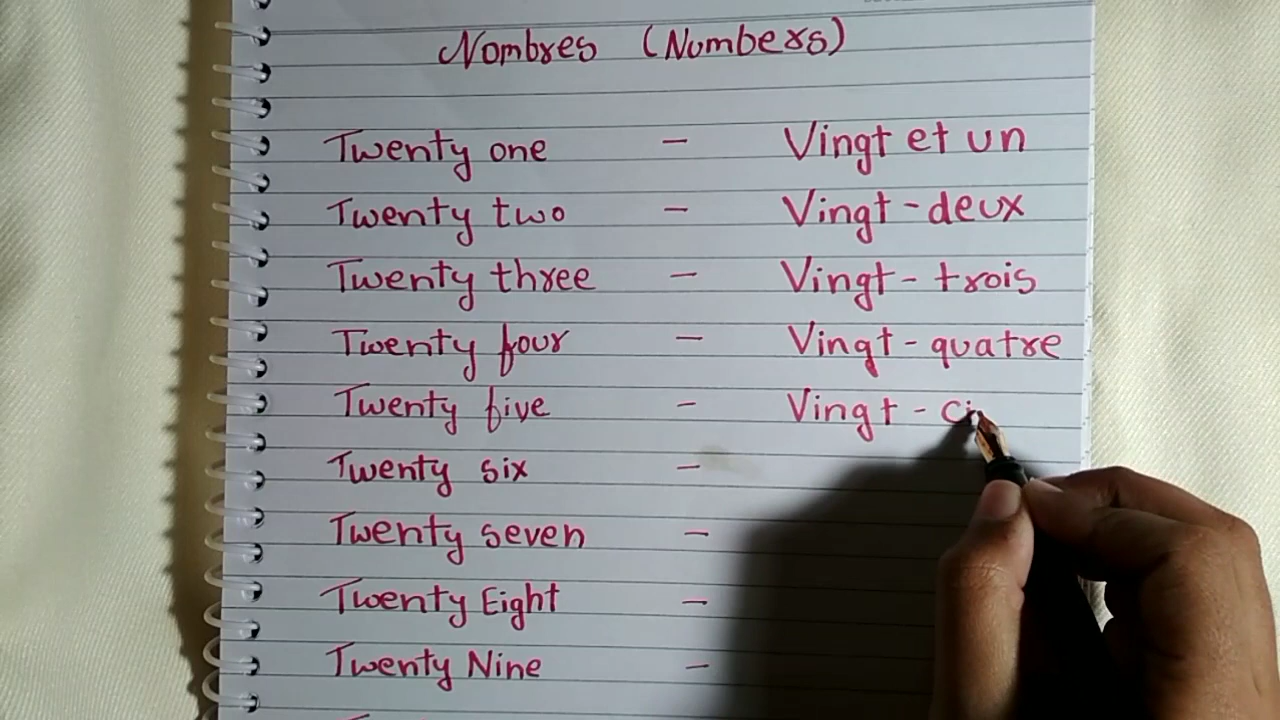 Nombres (Numbers)
Twenty one - Vingt et un
Twenty two - Vingt - deux
Twenty three - Vingt - trois
Twenty four - Vingt - quatre
Twenty five - Vingt - ci
Twenty six -
Twenty seven -
Twenty Eight -
Twenty Nine -